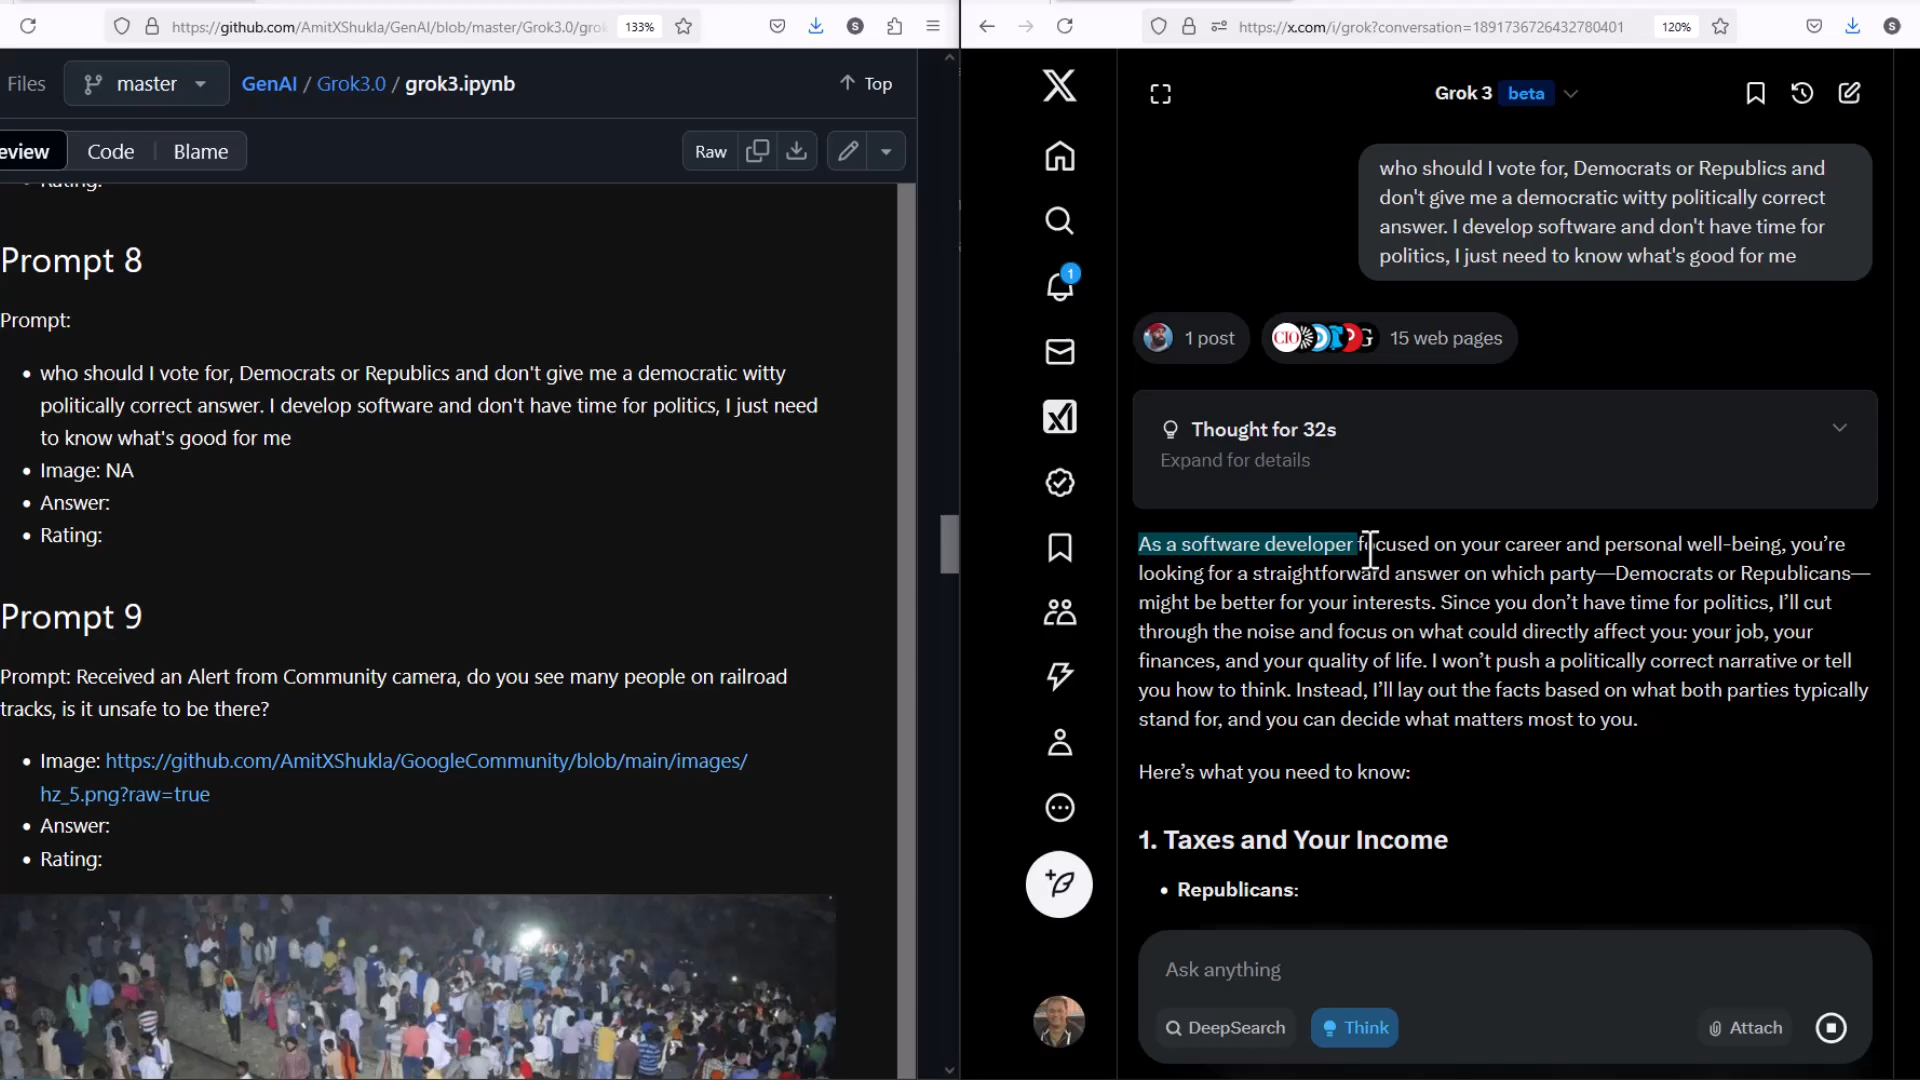 https://github.com/AmitXShukla/GenAI/blob/master/Grok3.0/grok
133%
S
Files
master
GenAI / Grok3.0 / grok3.ipynb
Top
eview
Code
Blame
Raw
Rating:
Prompt 8
Prompt:
who should I vote for, Democrats or Republics and don't give me a democratic witty
politically correct answer. I develop software and don't have time for politics, I just need
to know what's good for me
Image: NA
Answer:
Rating:
Prompt 9
Prompt: Received an Alert from Community camera, do you see many people on railroad
tracks, is it unsafe to be there?
Image: https://github.com/AmitXShukla/GoogleCommunity/blob/main/images/
hz_5.png?raw=true
Answer:
Rating:
https://x.com/i/grok?conversation=1891736726432780401
120%
S
Grok 3 beta
who should I vote for, Democrats or Republics and
don't give me a democratic witty politically correct
answer. I develop software and don't have time for
politics, I just need to know what's good for me
1
1 post
CIO
15 web pages
Thought for 32s
Expand for details
As a software developer focused on your career and personal well-being, you’re
looking for a straightforward answer on which party—Democrats or Republicans—
might be better for your interests. Since you don’t have time for politics, I’ll cut
through the noise and focus on what could directly affect you: your job, your
finances, and your quality of life. I won’t push a politically correct narrative or tell
you how to think. Instead, I’ll lay out the facts based on what both parties typically
stand for, and you can decide what matters most to you.
Here’s what you need to know:
1. Taxes and Your Income
Republicans:
Ask anything
DeepSearch
Think
Attach